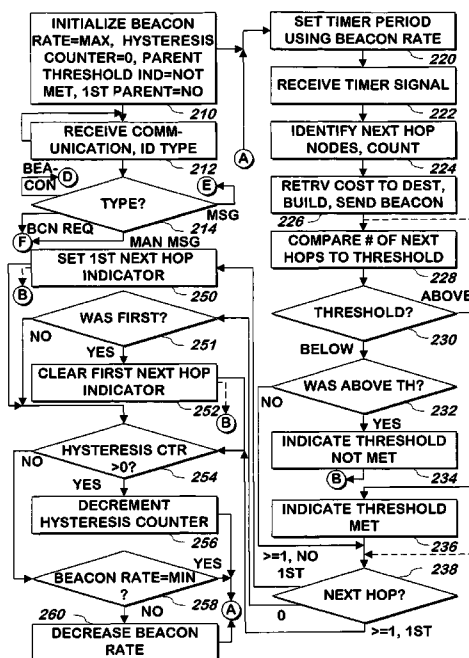 INITIALIZE BEACON
RATE=MAX, HYSTERESIS
COUNTER=0, PARENT
THRESHOLD IND=NOT
MET, 1ST PARENT=NO
210
RECEIVE COMM-
UNICATION, ID TYPE
212
BEA-
CON
D
E
TYPE?
MSG
214
BCN REQ
F
MAN MSG
SET 1ST NEXT HOP
INDICATOR
B
250
WAS FIRST?
251
NO
YES
CLEAR FIRST NEXT HOP
INDICATOR
252
B
HYSTERESIS CTR
>0?
254
NO
YES
DECREMENT
HYSTERESIS COUNTER
256
BEACON RATE=MIN
?
YES
258
A
260
NO
DECREASE BEACON
RATE
A
SET TIMER PERIOD
USING BEACON RATE
220
RECEIVE TIMER SIGNAL
222
IDENTIFY NEXT HOP
NODES, COUNT
224
RETRV COST TO DEST,
BUILD, SEND BEACON
226
COMPARE # OF NEXT
HOPS TO THRESHOLD
228
ABOVE
THRESHOLD?
230
BELOW
WAS ABOVE TH?
232
NO
YES
INDICATE THRESHOLD
NOT MET
B
234
INDICATE THRESHOLD
MET
236
>=1, NO
1ST
238
NEXT HOP?
0
>=1, 1ST